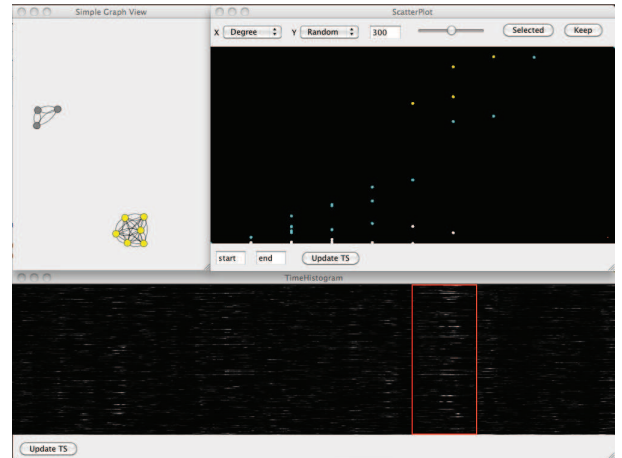 Simple Graph View
ScatterPlot
X Degree Y Random 300 Selected Keep
start end Update TS
TimeHistogram
Update TS